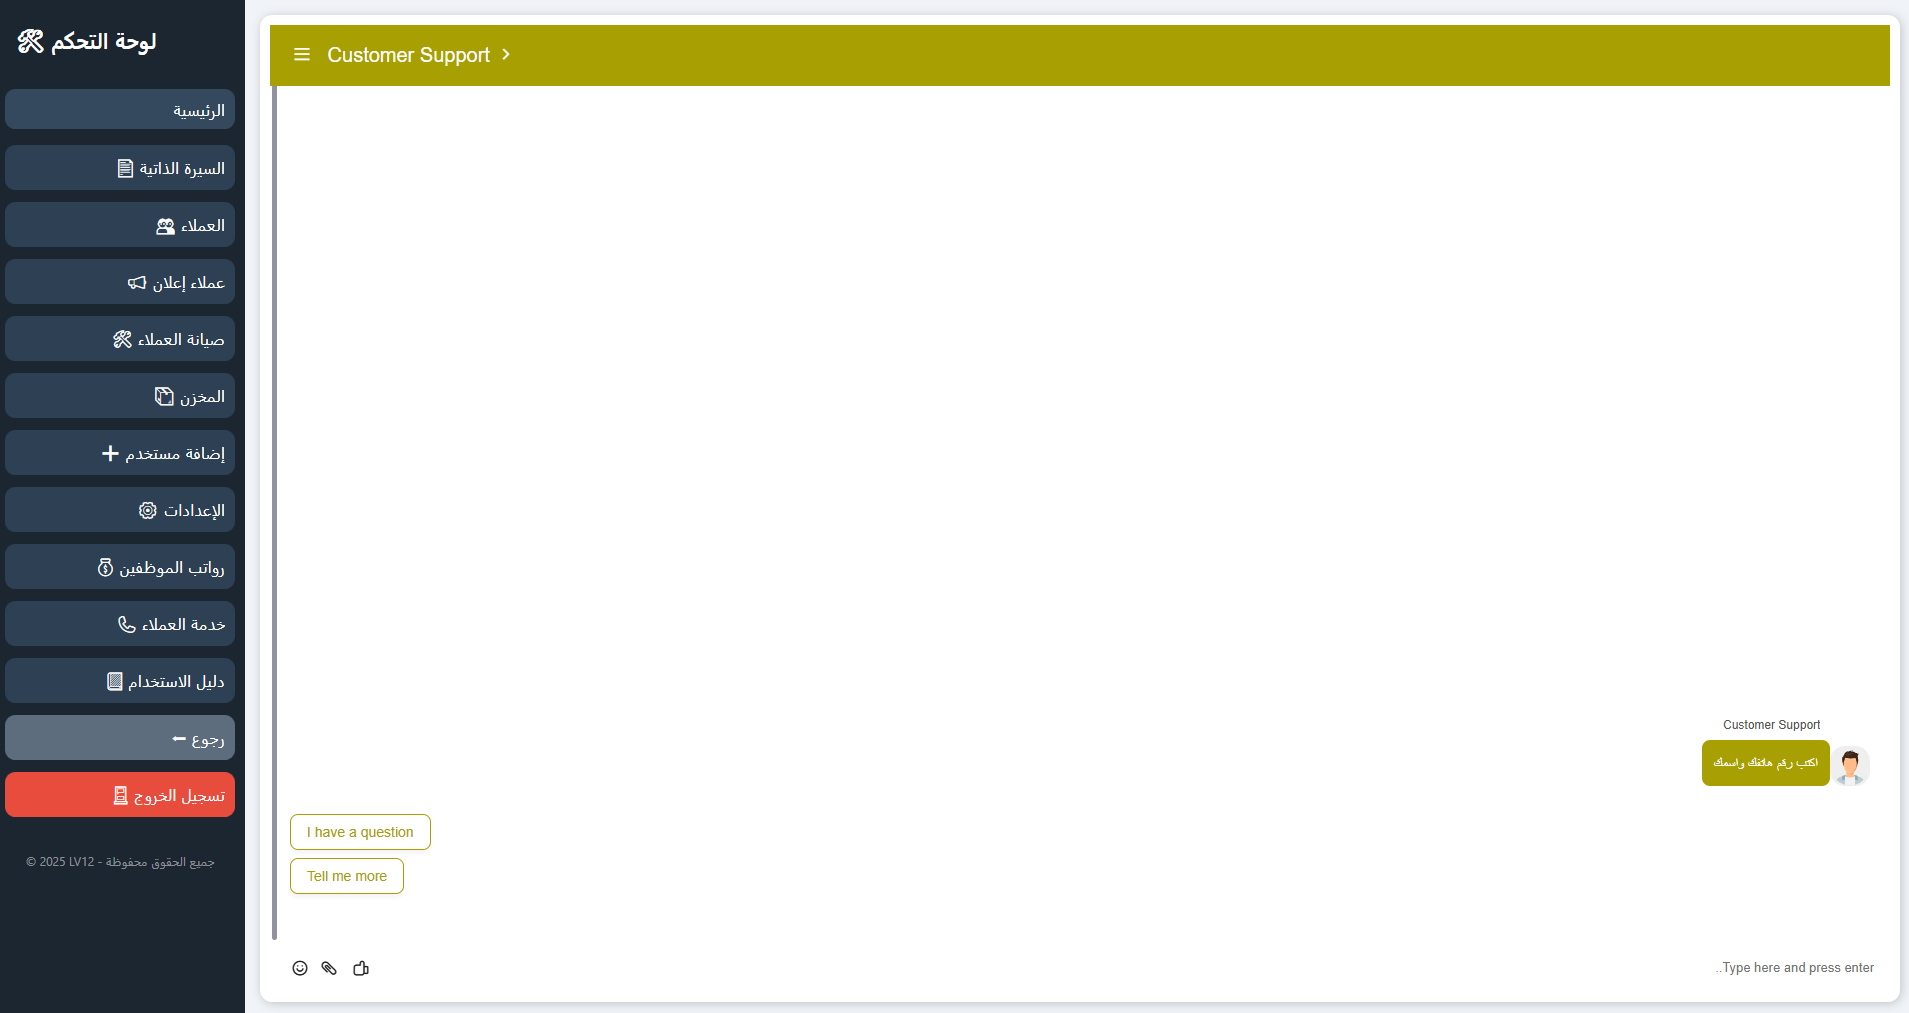 لوحة التحكم
الرئيسية
السيرة الذاتية
العملاء
عملاء إعلان
صيانة العملاء
المخزن
إضافة مستخدم
الإعدادات
رواتب الموظفين
خدمة العملاء
دليل الاستخدام
رجوع
تسجيل الخروج
جميع الحقوق محفوظة - LV12 2025 ©
Customer Support
Customer Support
اكتب رقم هاتفك واسمك
I have a question
Tell me more
..Type here and press enter